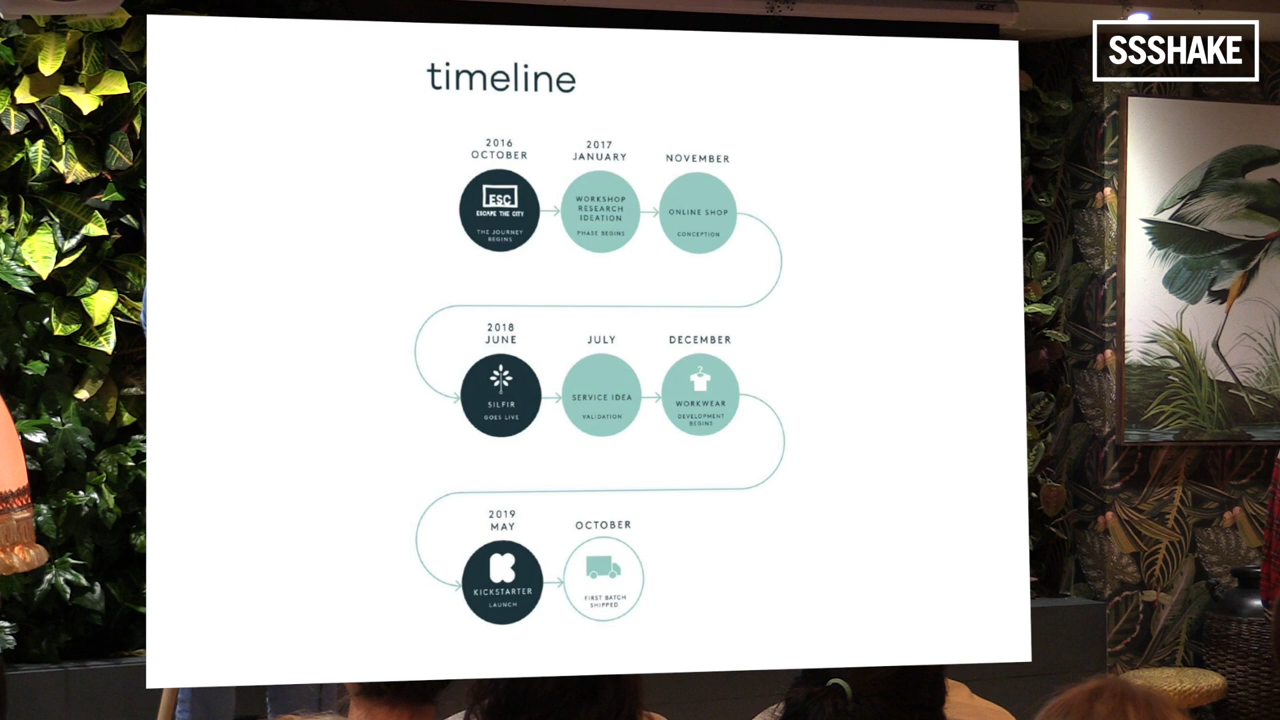 SSSHAKE
timeline
2016
OCTOBER
2017
JANUARY
NOVEMBER
ESC
ESCAPE THE CITY
THE JOURNEY
BEGINS
WORKSHOP
RESEARCH
IDEATION
PHASE BEGINS
ONLINE SHOP
CONCEPTION
2018
JUNE
JULY
DECEMBER
SILFIR
GOES LIVE
SERVICE IDEA
VALIDATION
WORKWEAR
DEVELOPMENT
BEGINS
2019
MAY
OCTOBER
KICKSTARTER
LAUNCH
FIRST BATCH
SHIPPED